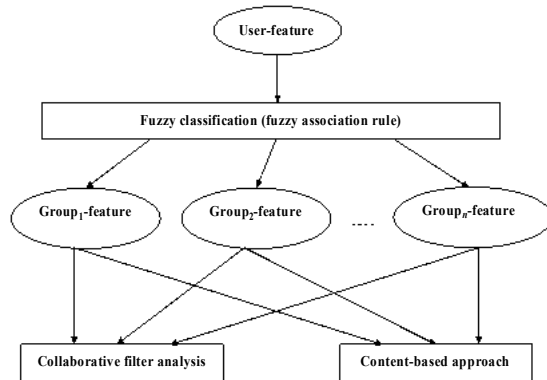 User-feature
Fuzzy classification (fuzzy association rule)
Group1-feature
Group2-feature
....
Groupn-feature
Collaborative filter analysis
Content-based approach